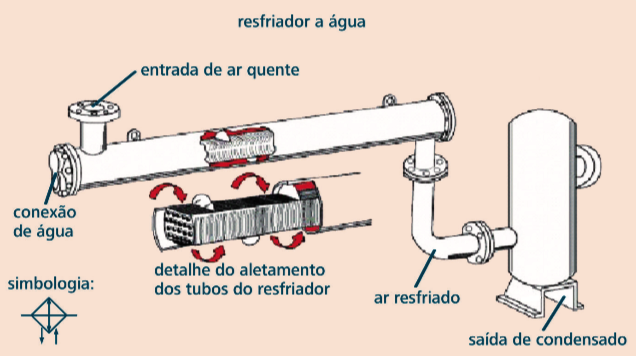 resfriador a água
entrada de ar quente
conexão
de água
detalhe do aletamento
dos tubos do resfriador
simbologia:
ar resfriado
saída de condensado